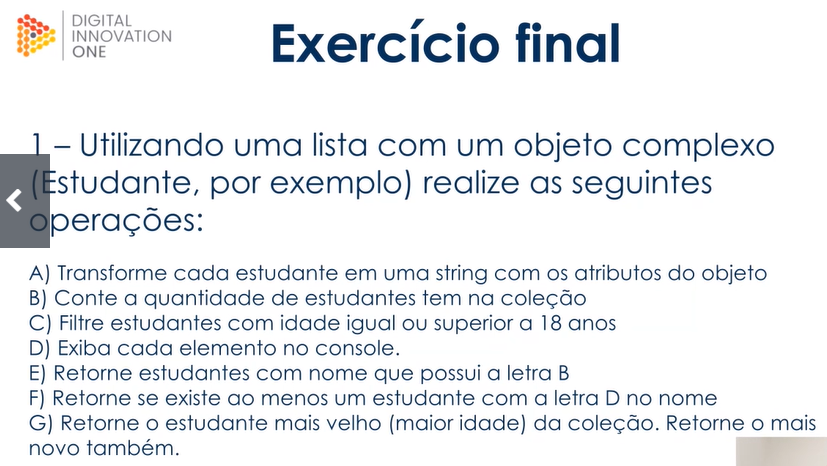 DIGITAL
INNOVATION
ONE
Exercício final
1 – Utilizando uma lista com um objeto complexo
(Estudante, por exemplo) realize as seguintes
operações:
A) Transforme cada estudante em uma string com os atributos do objeto
B) Conte a quantidade de estudantes tem na coleção
C) Filtre estudantes com idade igual ou superior a 18 anos
D) Exiba cada elemento no console.
E) Retorne estudantes com nome que possui a letra B
F) Retorne se existe ao menos um estudante com a letra D no nome
G) Retorne o estudante mais velho (maior idade) da coleção. Retorne o mais
novo também.